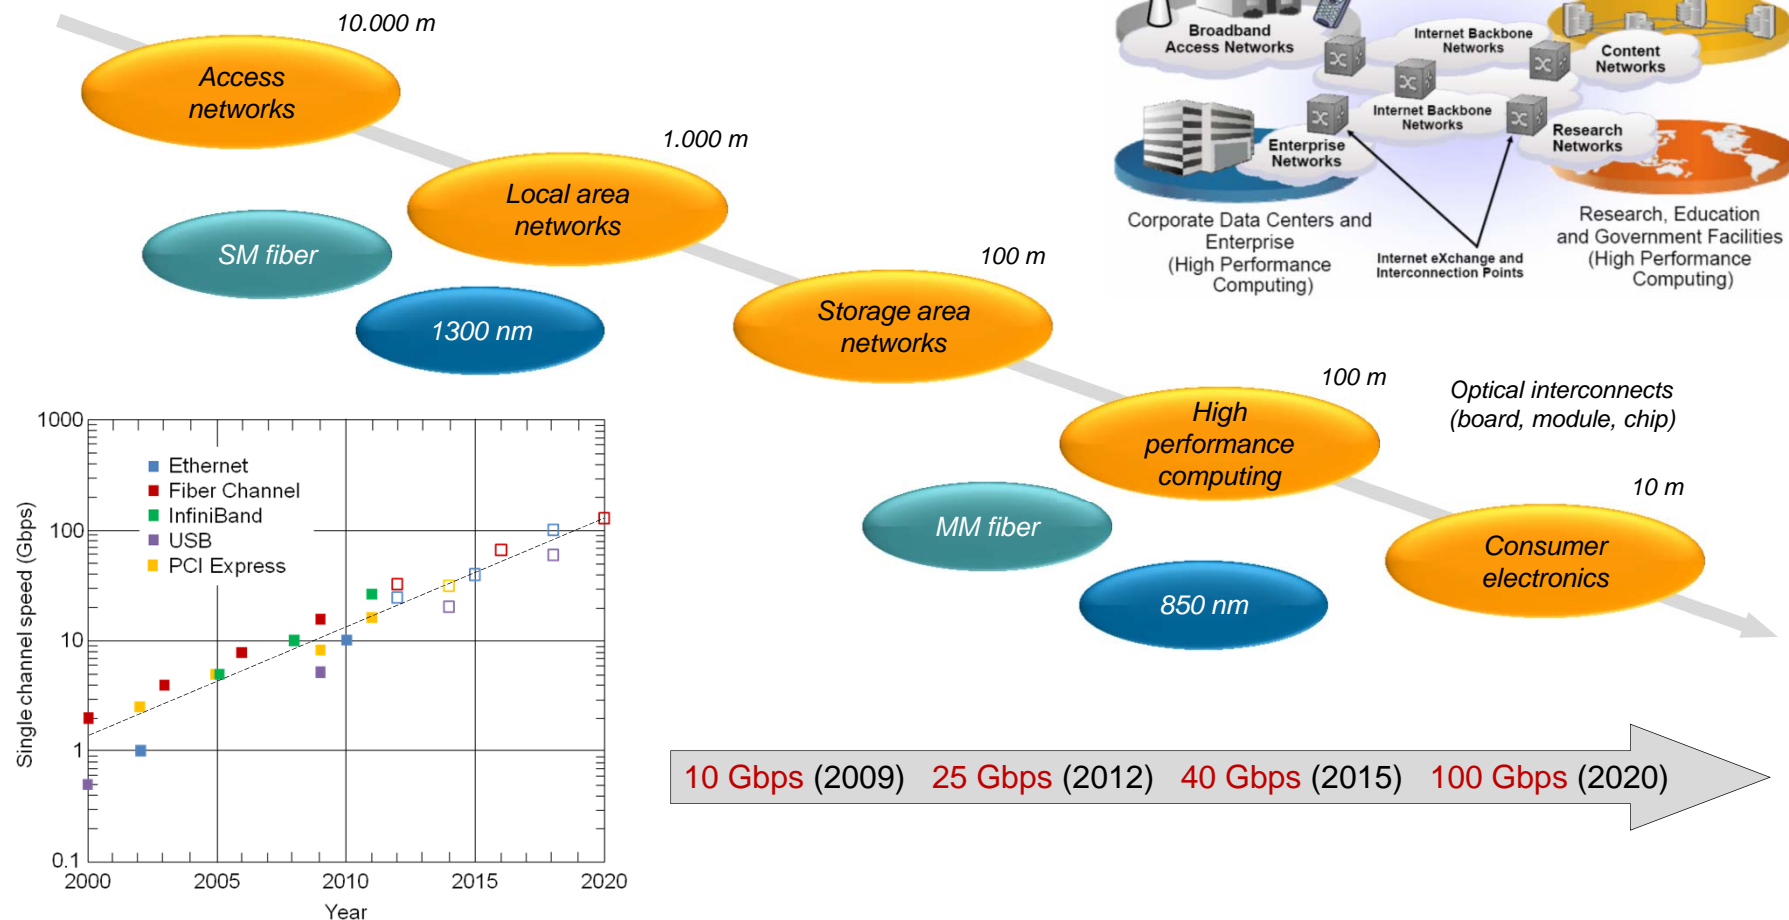 10.000 m
Access
networks
1.000 m
Local area
networks
SM fiber
1300 nm
100 m
Storage area
networks
100 m
High
performance
computing
Optical interconnects
(board, module, chip)
MM fiber
850 nm
10 m
Consumer
electronics
Broadband
Access Networks
Internet Backbone
Networks
Content
Networks
Internet Backbone
Networks
Enterprise
Networks
Research
Networks
Corporate Data Centers and
Enterprise
(High Performance
Computing)
Internet eXchange and
Interconnection Points
Research, Education
and Government Facilities
(High Performance
Computing)
1000
100
10
1
0.1
Single channel speed (Gbps)
Ethernet
Fiber Channel
InfiniBand
USB
PCI Express
2000 2005 2010 2015 2020
Year
10 Gbps (2009) 25 Gbps (2012) 40 Gbps (2015) 100 Gbps (2020)